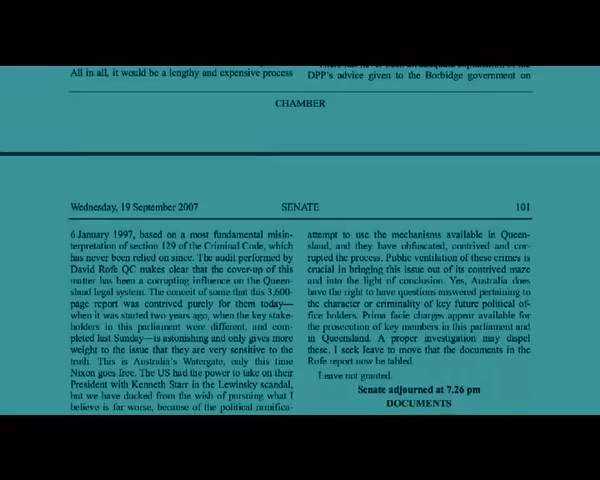 All in all, it would be a lengthy and expensive process
DPP's advice given to the Borbidge government on
CHAMBER
Wednesday, 19 September 2007 SENATE 101
6 January 1997, based on a most fundamental misin-
terpretation of section 129 of the Criminal Code, which
has never been relied on since. The audit performed by
David Rofe QC makes clear that the cover-up of this
matter has been a corrupting influence on the Queen-
sland legal system. The conceit of some that this 3,600-
page report was contrived purely for them today—
when it was started two years ago, when the key stake-
holders in this parliament were different, and com-
pleted last Sunday—is astonishing and only gives more
weight to the issue that they are very sensitive to the
truth. This is Australia's Watergate, only this time
Nixon goes free. The US had the power to take on their
President with Kenneth Starr in the Lewinsky scandal,
but we have ducked from the wish of pursuing what I
believe is far worse, because of the political ramifica-
attempt to use the mechanisms available in Queen-
sland, and they have obfuscated, contrived and cor-
rupted the process. Public ventilation of these crimes is
crucial in bringing this issue out of its contrived maze
and into the light of conclusion. Yes, Australia does
have the right to have questions answered pertaining to
the character or criminality of key future political of-
fice holders. Prima facie charges appear available for
the prosecution of key members in this parliament and
in Queensland. A proper investigation may dispel
these. I seek leave to move that the documents in the
Rofe report now be tabled.
Leave not granted.
Senate adjourned at 7.26 pm
DOCUMENTS